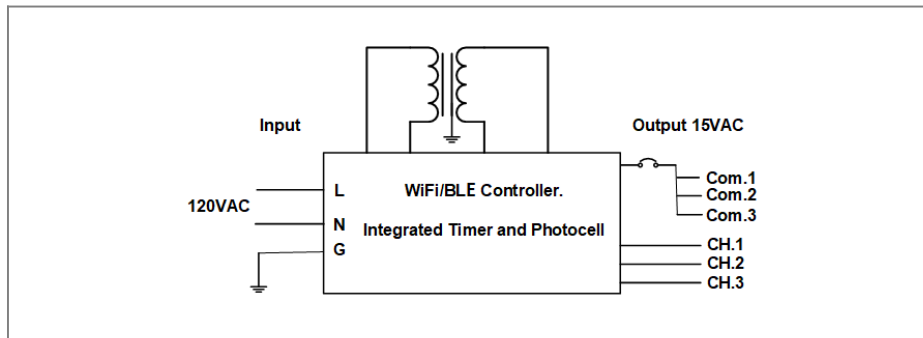 Input
Output 15VAC
120VAC
L
N
G
WiFi/BLE Controller.
Integrated Timer and Photocell
Com.1
Com.2
Com.3
CH.1
CH.2
CH.3